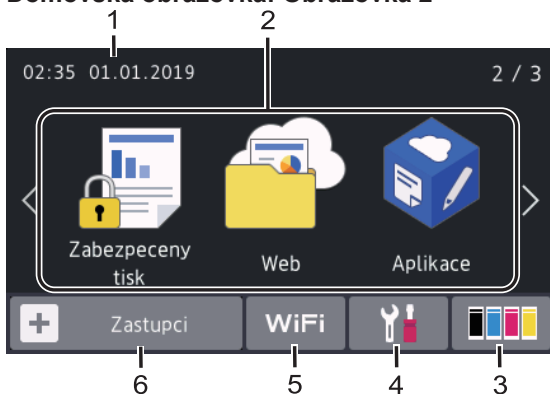 Domovská obrazovka: Obrazovka 2
1 2
02:35 01.01.2019 2 / 3
Zabezpeceny
tisk
Web
Aplikace
Zastupci WiFi
6 5 4 3